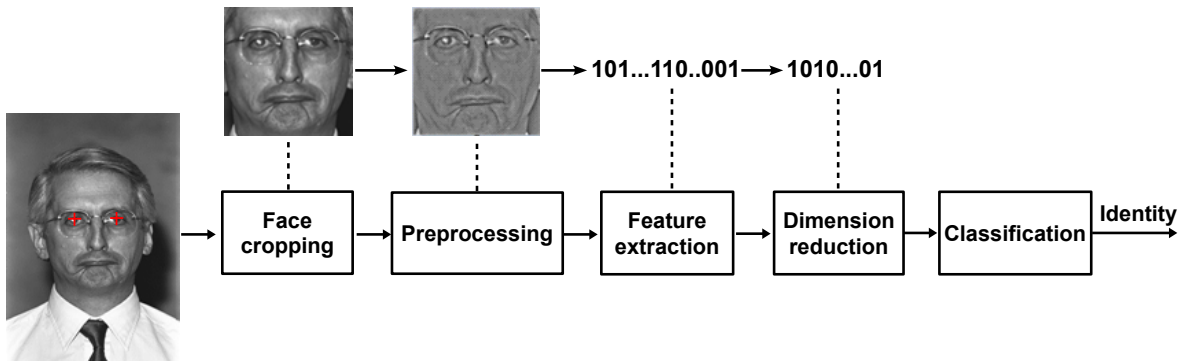 101...110..001
1010...01
Face
cropping
Preprocessing
Feature
extraction
Dimension
reduction
Classification
Identity